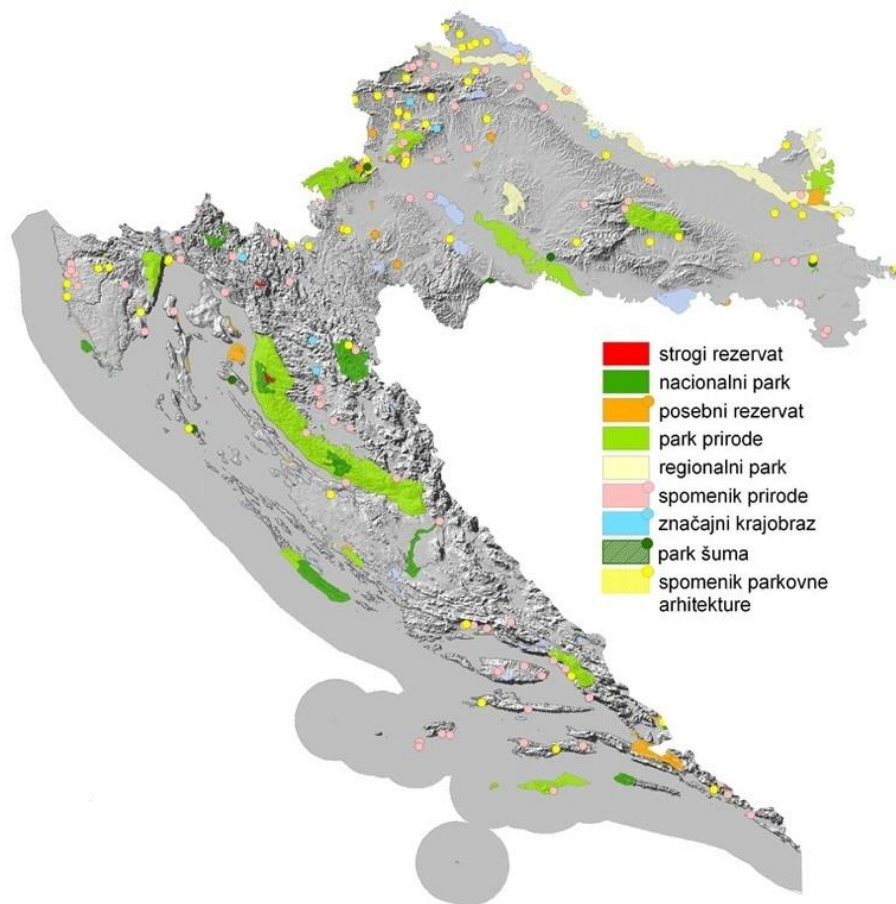 strogi rezervat
nacionalni park
posebni rezervat
park prirode
regionalni park
spomenik prirode
značajni krajobraz
park šuma
spomenik parkovne
arhitekture